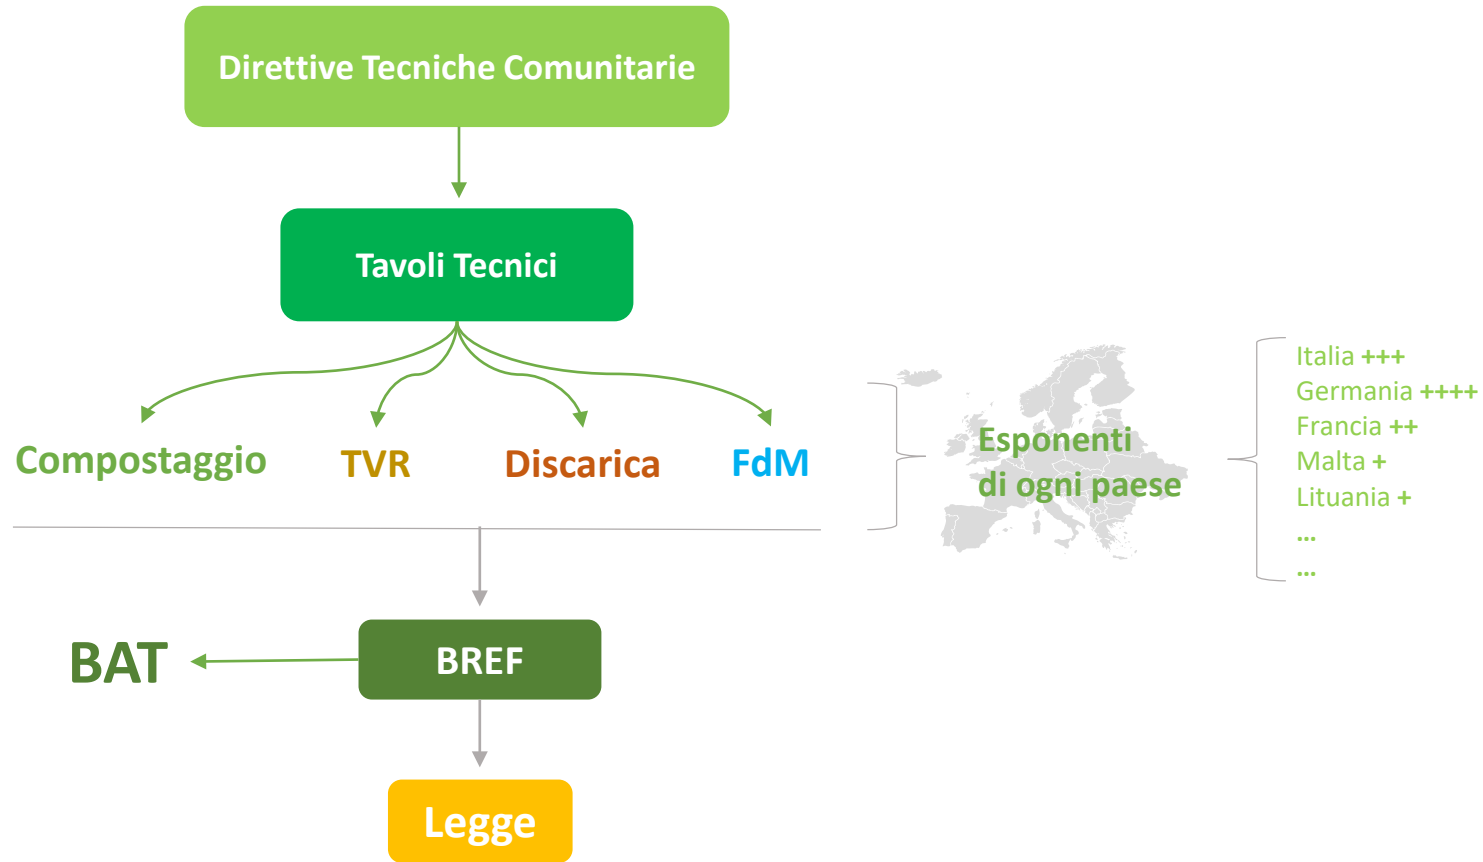 Direttive Tecniche Comunitarie
Tavoli Tecnici
Compostaggio
TVR
Discarica
FdM
Esponenti
di ogni paese
Italia +++
Germania ++++
Francia ++
Malta +
Lituania +
...
...
BAT
BREF
Legge